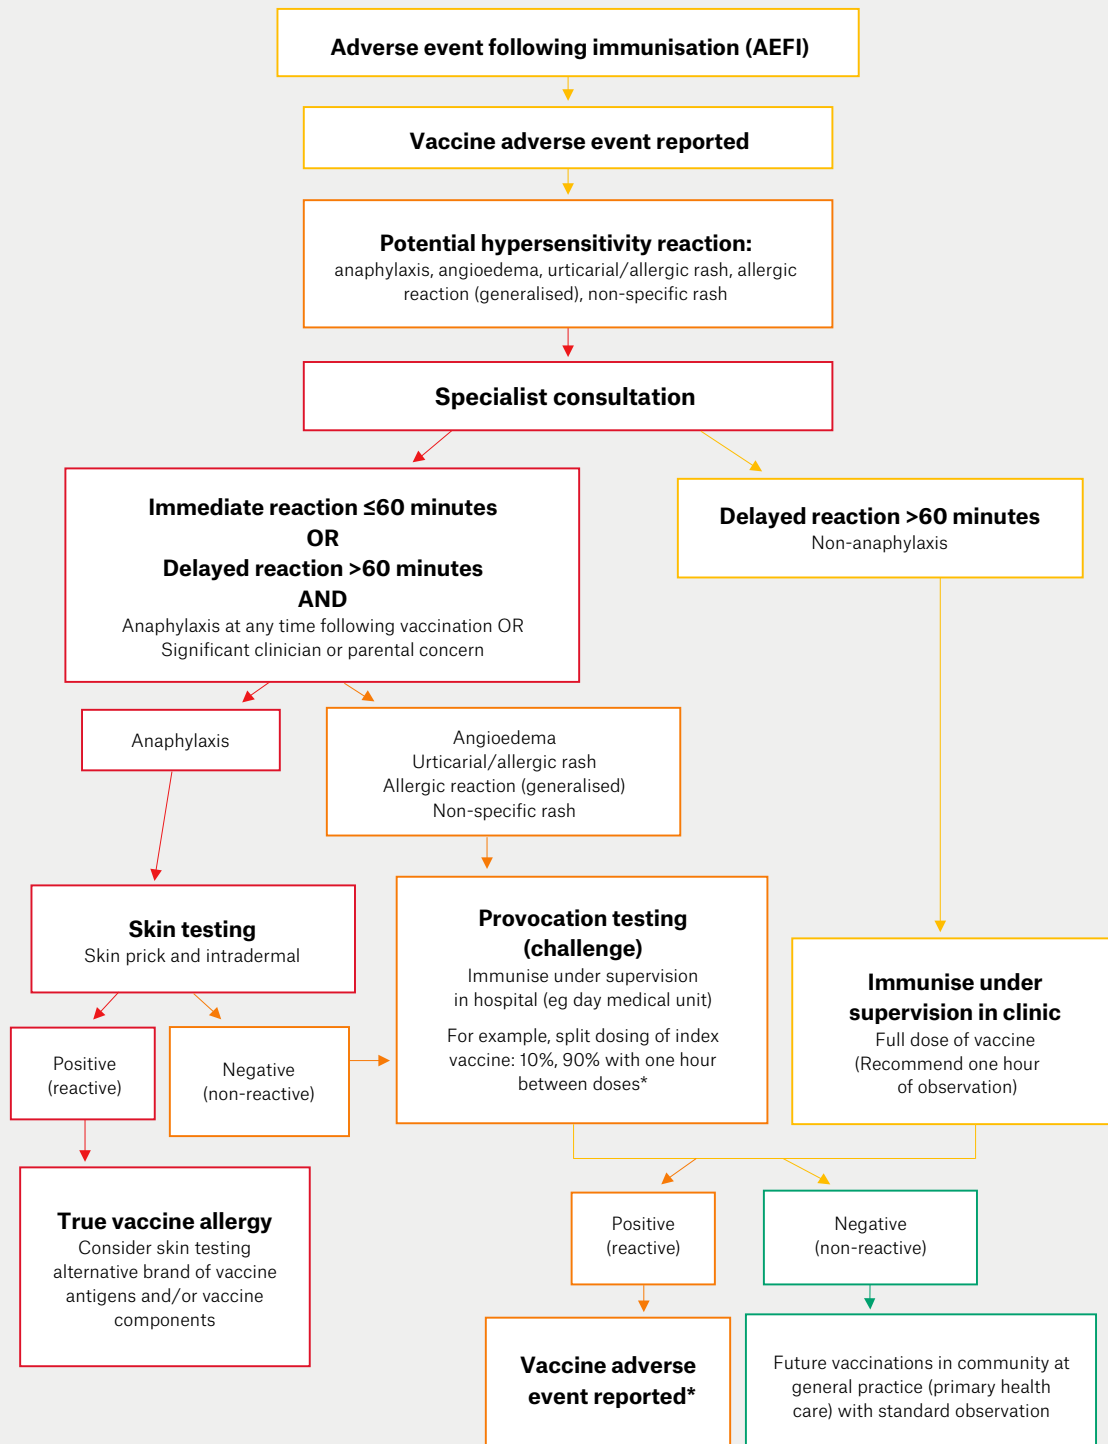 Adverse event following immunisation (AEFI)
Vaccine adverse event reported
Potential hypersensitivity reaction:
anaphylaxis, angioedema, urticarial/allergic rash, allergic
reaction (generalised), non-specific rash
Specialist consultation
Immediate reaction ≤60 minutes
OR
Delayed reaction >60 minutes
AND
Anaphylaxis at any time following vaccination OR
Significant clinician or parental concern
Delayed reaction >60 minutes
Non-anaphylaxis
Anaphylaxis
Angioedema
Urticarial/allergic rash
Allergic reaction (generalised)
Non-specific rash
Skin testing
Skin prick and intradermal
Provocation testing
(challenge)
Immunise under supervision
in hospital (eg day medical unit)
For example, split dosing of index
vaccine: 10%, 90% with one hour
between doses*
Immunise under
supervision in clinic
Full dose of vaccine
(Recommend one hour
of observation)
Positive
(reactive)
Negative
(non-reactive)
True vaccine allergy
Consider skin testing
alternative brand of vaccine
antigens and/or vaccine
components
Positive
(reactive)
Negative
(non-reactive)
Vaccine adverse
event reported*
Future vaccinations in community at
general practice (primary health
care) with standard observation